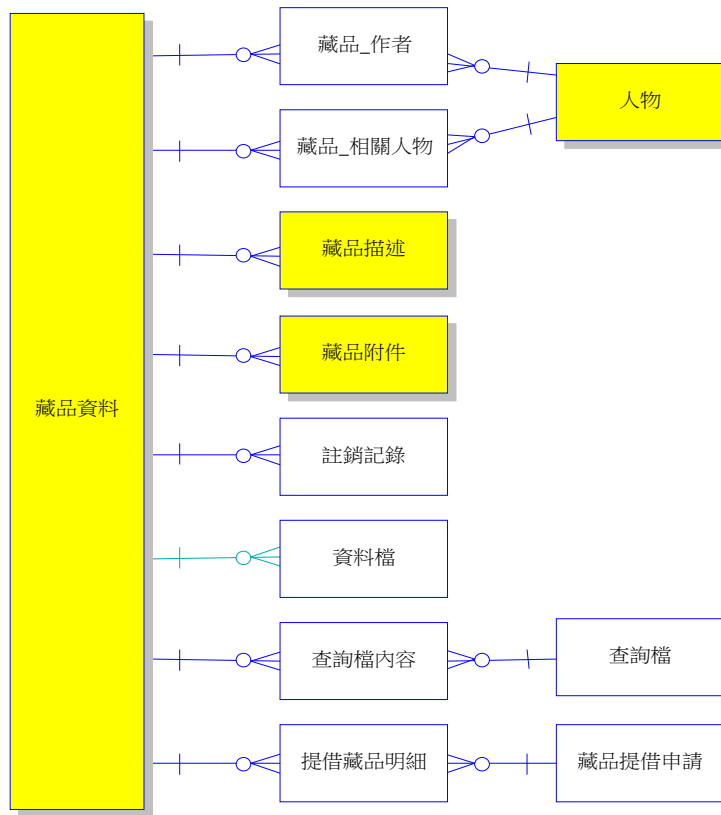 藏品_作者
人物
藏品_相關人物
藏品描述
藏品附件
藏品資料
註銷記錄
資料檔
查詢檔內容
查詢檔
提借藏品明細
藏品提借申請